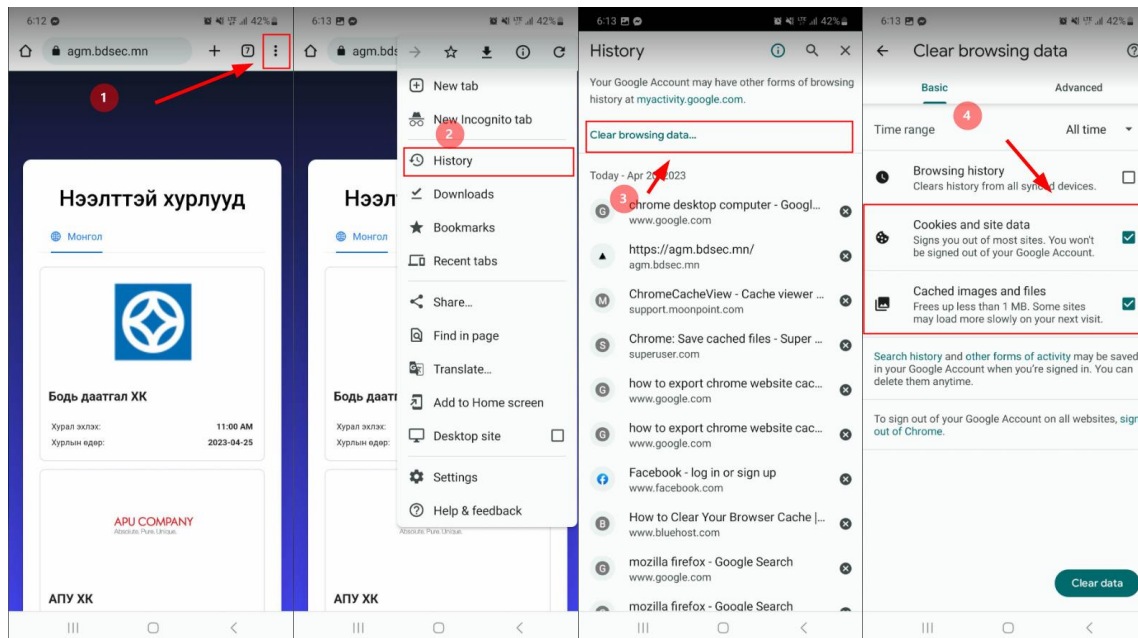 6:12
42%
agm.bdsec.mn
7
1
Нээлттэй хурлууд
Монгол
Бодь даатгал ХК
Хурал эхлэх: 11:00 AM
Хурлын өдөр: 2023-04-25
APU COMPANY
Absolute. Pure. Unique.
АПУ ХК
6:13
42%
agm.bds
New tab
New Incognito tab
2
History
Downloads
Bookmarks
Recent tabs
Share...
Find in page
Translate...
Add to Home screen
Desktop site
Settings
Help & feedback
Нээл
Монгол
Бодь даатг
Хурал эхлэх:
Хурлын өдөр:
Absolute. Pure. Unique.
АПУ ХК
6:13
42%
History
Your Google Account may have other forms of browsing
history at myactivity.google.com.
Clear browsing data...
Today - Apr 20, 2023
3
chrome desktop computer - Googl...
www.google.com
https://agm.bdsec.mn/
agm.bdsec.mn
M
ChromeCacheView - Cache viewer ...
support.moonpoint.com
S
Chrome: Save cached files - Super ...
superuser.com
G
how to export chrome website cac...
www.google.com
G
how to export chrome website cac...
www.google.com
Facebook - log in or sign up
www.facebook.com
B
How to Clear Your Browser Cache |...
www.bluehost.com
G
mozilla firefox - Google Search
www.google.com
mozilla firefox - Google Search
6:13
42%
Clear browsing data
Basic
Advanced
4
Time range
All time
Browsing history
Clears history from all synced devices.
Cookies and site data
Signs you out of most sites. You won't
be signed out of your Google Account.
Cached images and files
Frees up less than 1 MB. Some sites
may load more slowly on your next visit.
Search history and other forms of activity may be saved
in your Google Account when you're signed in. You can
delete them anytime.
To sign out of your Google Account on all websites, sign
out of Chrome.
Clear data